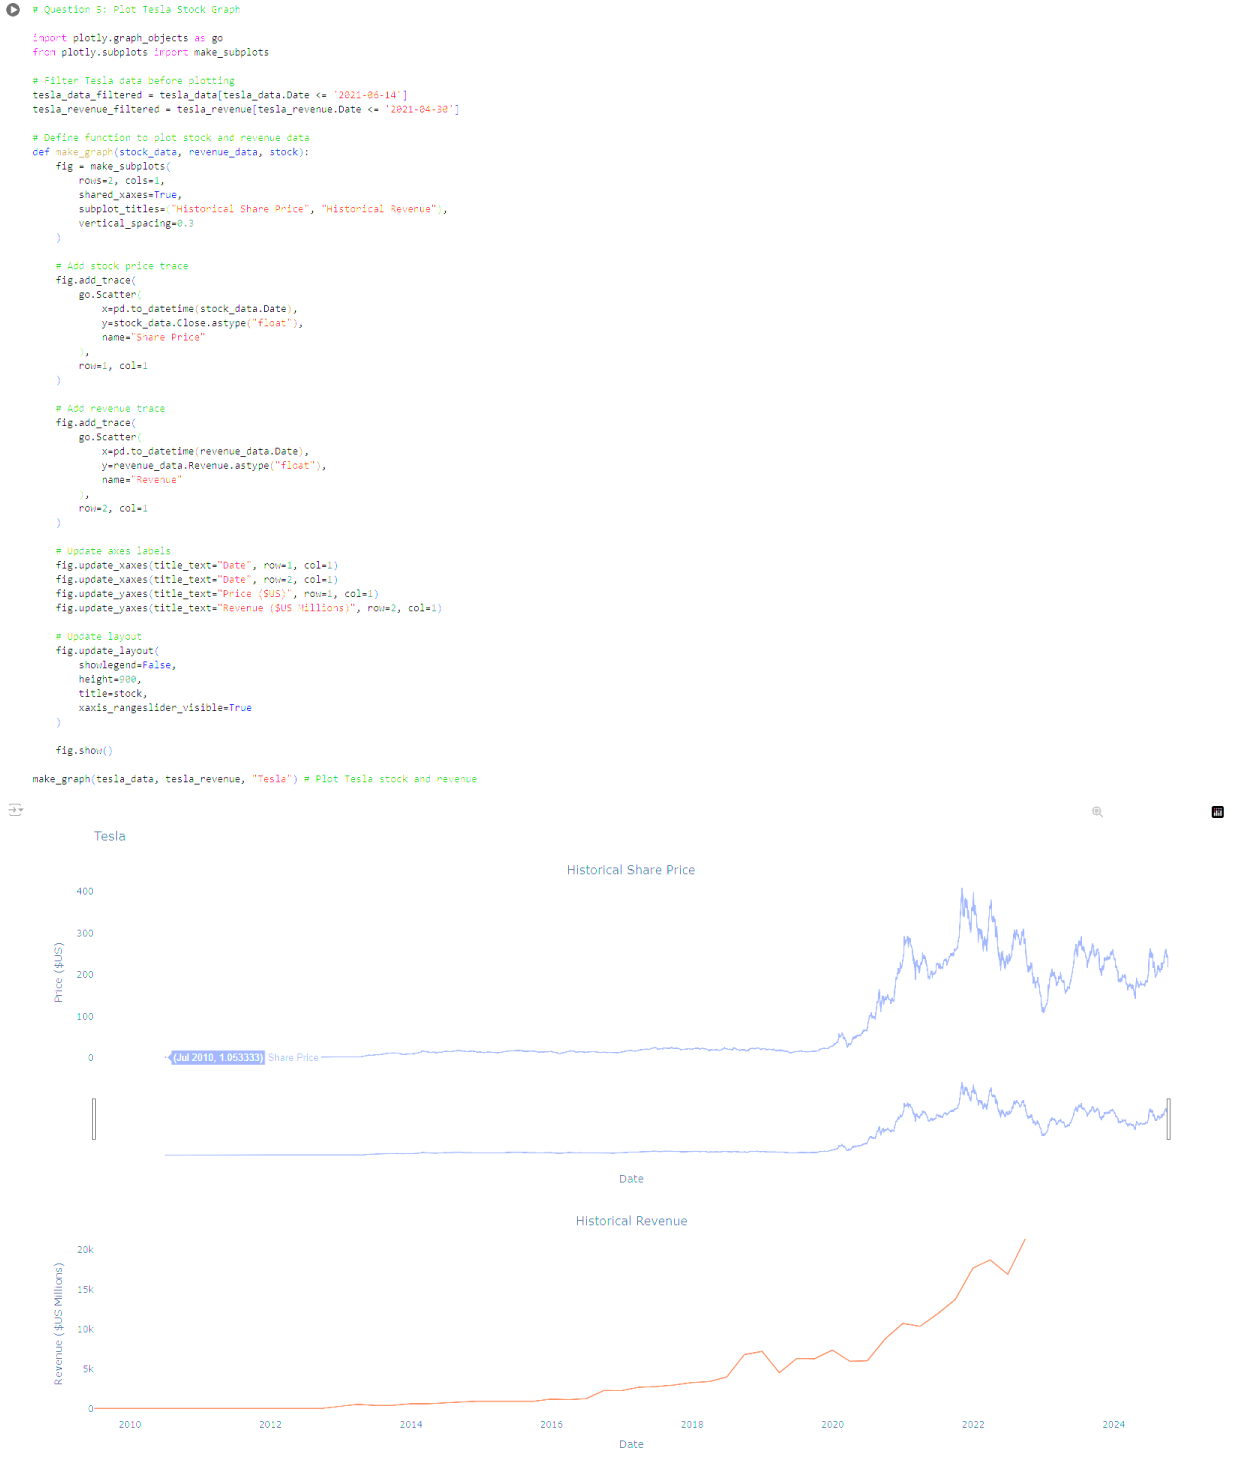 # Question 5: Plot Tesla Stock Graph
import plotly.graph_objects as go
from plotly.subplots import make_subplots
# Filter Tesla data before plotting
tesla_data_filtered = tesla_data[tesla_data.Date <= '2021-06-14']
tesla_revenue_filtered = tesla_revenue[tesla_revenue.Date <= '2021-04-30']
# Define function to plot stock and revenue data
def make_graph(stock_data, revenue_data, stock):
    fig = make_subplots(
        rows=2, cols=1,
        shared_xaxes=True,
        subplot_titles=("Historical Share Price", "Historical Revenue"),
        vertical_spacing=0.3
    )
    # Add stock price trace
    fig.add_trace(
        go.Scatter(
            x=pd.to_datetime(stock_data.Date),
            y=stock_data.Close.astype("float"),
            name="Share Price"
        ),
        row=1, col=1
    )
    # Add revenue trace
    fig.add_trace(
        go.Scatter(
            x=pd.to_datetime(revenue_data.Date),
            y=revenue_data.Revenue.astype("float"),
            name="Revenue"
        ),
        row=2, col=1
    )
    # Update axes labels
    fig.update_xaxes(title_text="Date", row=1, col=1)
    fig.update_xaxes(title_text="Date", row=2, col=1)
    fig.update_yaxes(title_text="Price ($US)", row=1, col=1)
    fig.update_yaxes(title_text="Revenue ($US Millions)", row=2, col=1)
    # Update layout
    fig.update_layout(
        showlegend=False,
        height=900,
        title=stock,
        xaxis_rangeslider_visible=True
    )
    fig.show()
make_graph(tesla_data, tesla_revenue, "Tesla") # Plot Tesla stock and revenue
Tesla
Historical Share Price
Price ($US)
400
300
200
100
0
(Jul 2010, 1.053333) Share Price
Date
Historical Revenue
Revenue ($US Millions)
20k
15k
10k
5k
0
2010 2012 2014 2016 2018 2020 2022 2024
Date